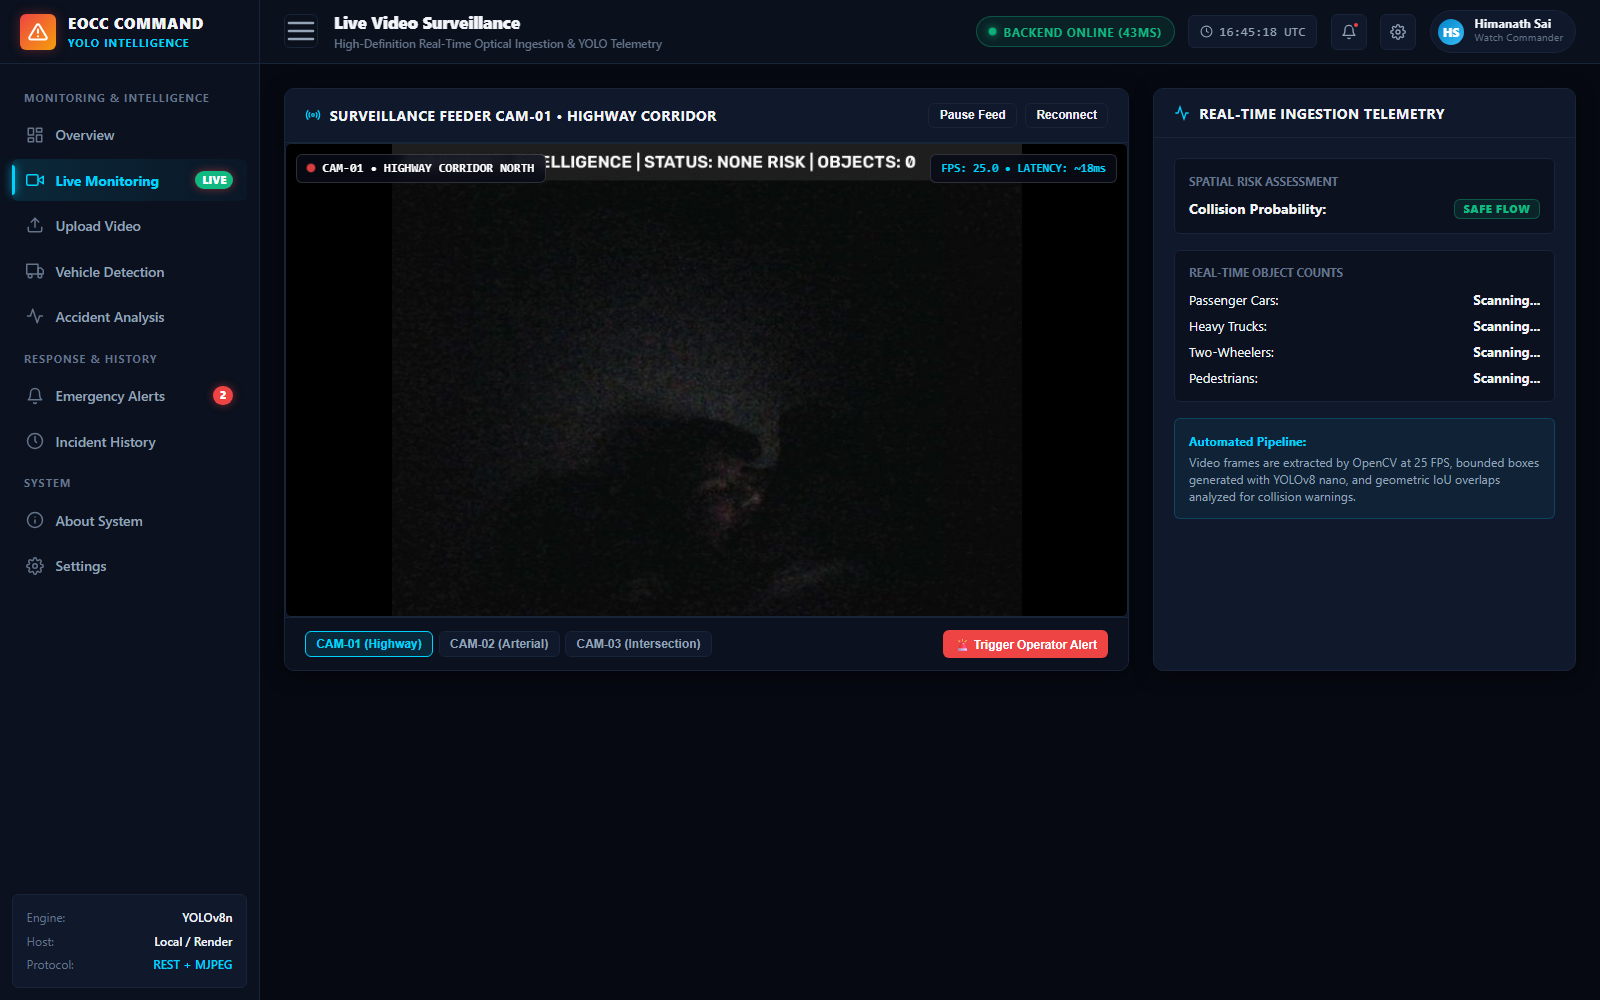 EOCC COMMAND
YOLO INTELLIGENCE
MONITORING & INTELLIGENCE
Overview
Live Monitoring
LIVE
Upload Video
Vehicle Detection
Accident Analysis
RESPONSE & HISTORY
Emergency Alerts
2
Incident History
SYSTEM
About System
Settings
Engine: YOLOv8n
Host: Local / Render
Protocol: REST + MJPEG
Live Video Surveillance
High-Definition Real-Time Optical Ingestion & YOLO Telemetry
BACKEND ONLINE (43MS)
16:45:18 UTC
HS
Himanath Sai
Watch Commander
SURVEILLANCE FEEDER CAM-01 • HIGHWAY CORRIDOR
Pause Feed
Reconnect
CAM-01 • HIGHWAY CORRIDOR NORTH
ELLIGENCE | STATUS: NONE RISK | OBJECTS: 0
FPS: 25.0 • LATENCY: ~18ms
CAM-01 (Highway)
CAM-02 (Arterial)
CAM-03 (Intersection)
Trigger Operator Alert
REAL-TIME INGESTION TELEMETRY
SPATIAL RISK ASSESSMENT
Collision Probability: SAFE FLOW
REAL-TIME OBJECT COUNTS
Passenger Cars: Scanning...
Heavy Trucks: Scanning...
Two-Wheelers: Scanning...
Pedestrians: Scanning...
Automated Pipeline:
Video frames are extracted by OpenCV at 25 FPS, bounded boxes
generated with YOLOv8 nano, and geometric IoU overlaps
analyzed for collision warnings.